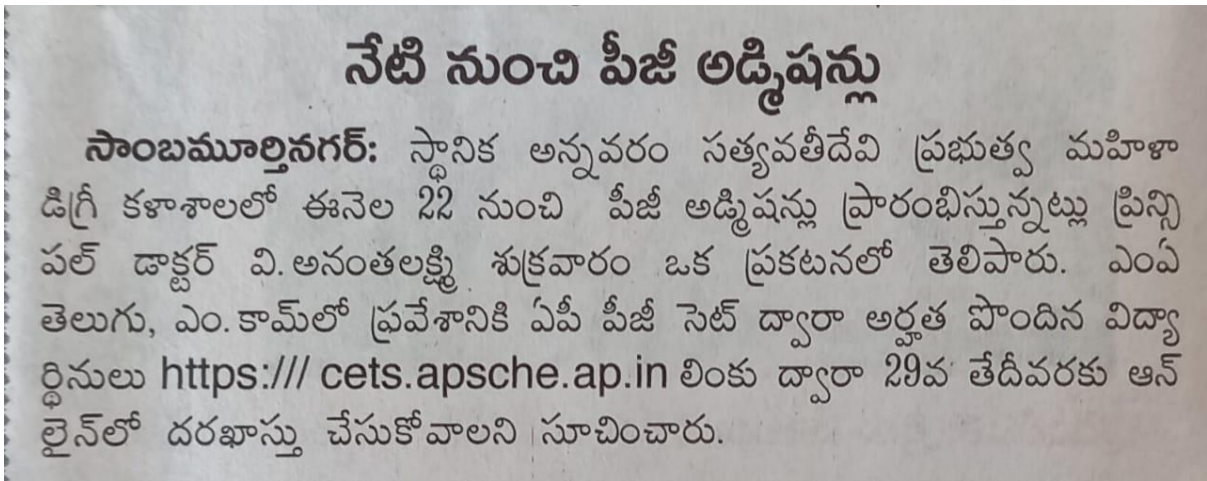 నేటి నుంచి పీజీ అడ్మిషన్లు
సాంబమూర్తినగర్: స్థానిక అన్నవరం సత్యవతీదేవి ప్రభుత్వ మహిళా
డిగ్రీ కళాశాలలో ఈనెల 22 నుంచి పీజీ అడ్మిషన్లు ప్రారంభిస్తున్నట్లు ప్రిన్సి
పల్ డాక్టర్ వి. అనంతలక్ష్మి శుక్రవారం ఒక ప్రకటనలో తెలిపారు. ఎంఏ
తెలుగు, ఎం. కామ్‌లో ప్రవేశానికి ఏపీ పీజీ సెట్ ద్వారా అర్హత పొందిన విద్యా
ర్థినులు https:/// cets.apsche.ap.in లింకు ద్వారా 29వ తేదీవరకు ఆన్
లైన్‌లో దరఖాస్తు చేసుకోవాలని సూచించారు.